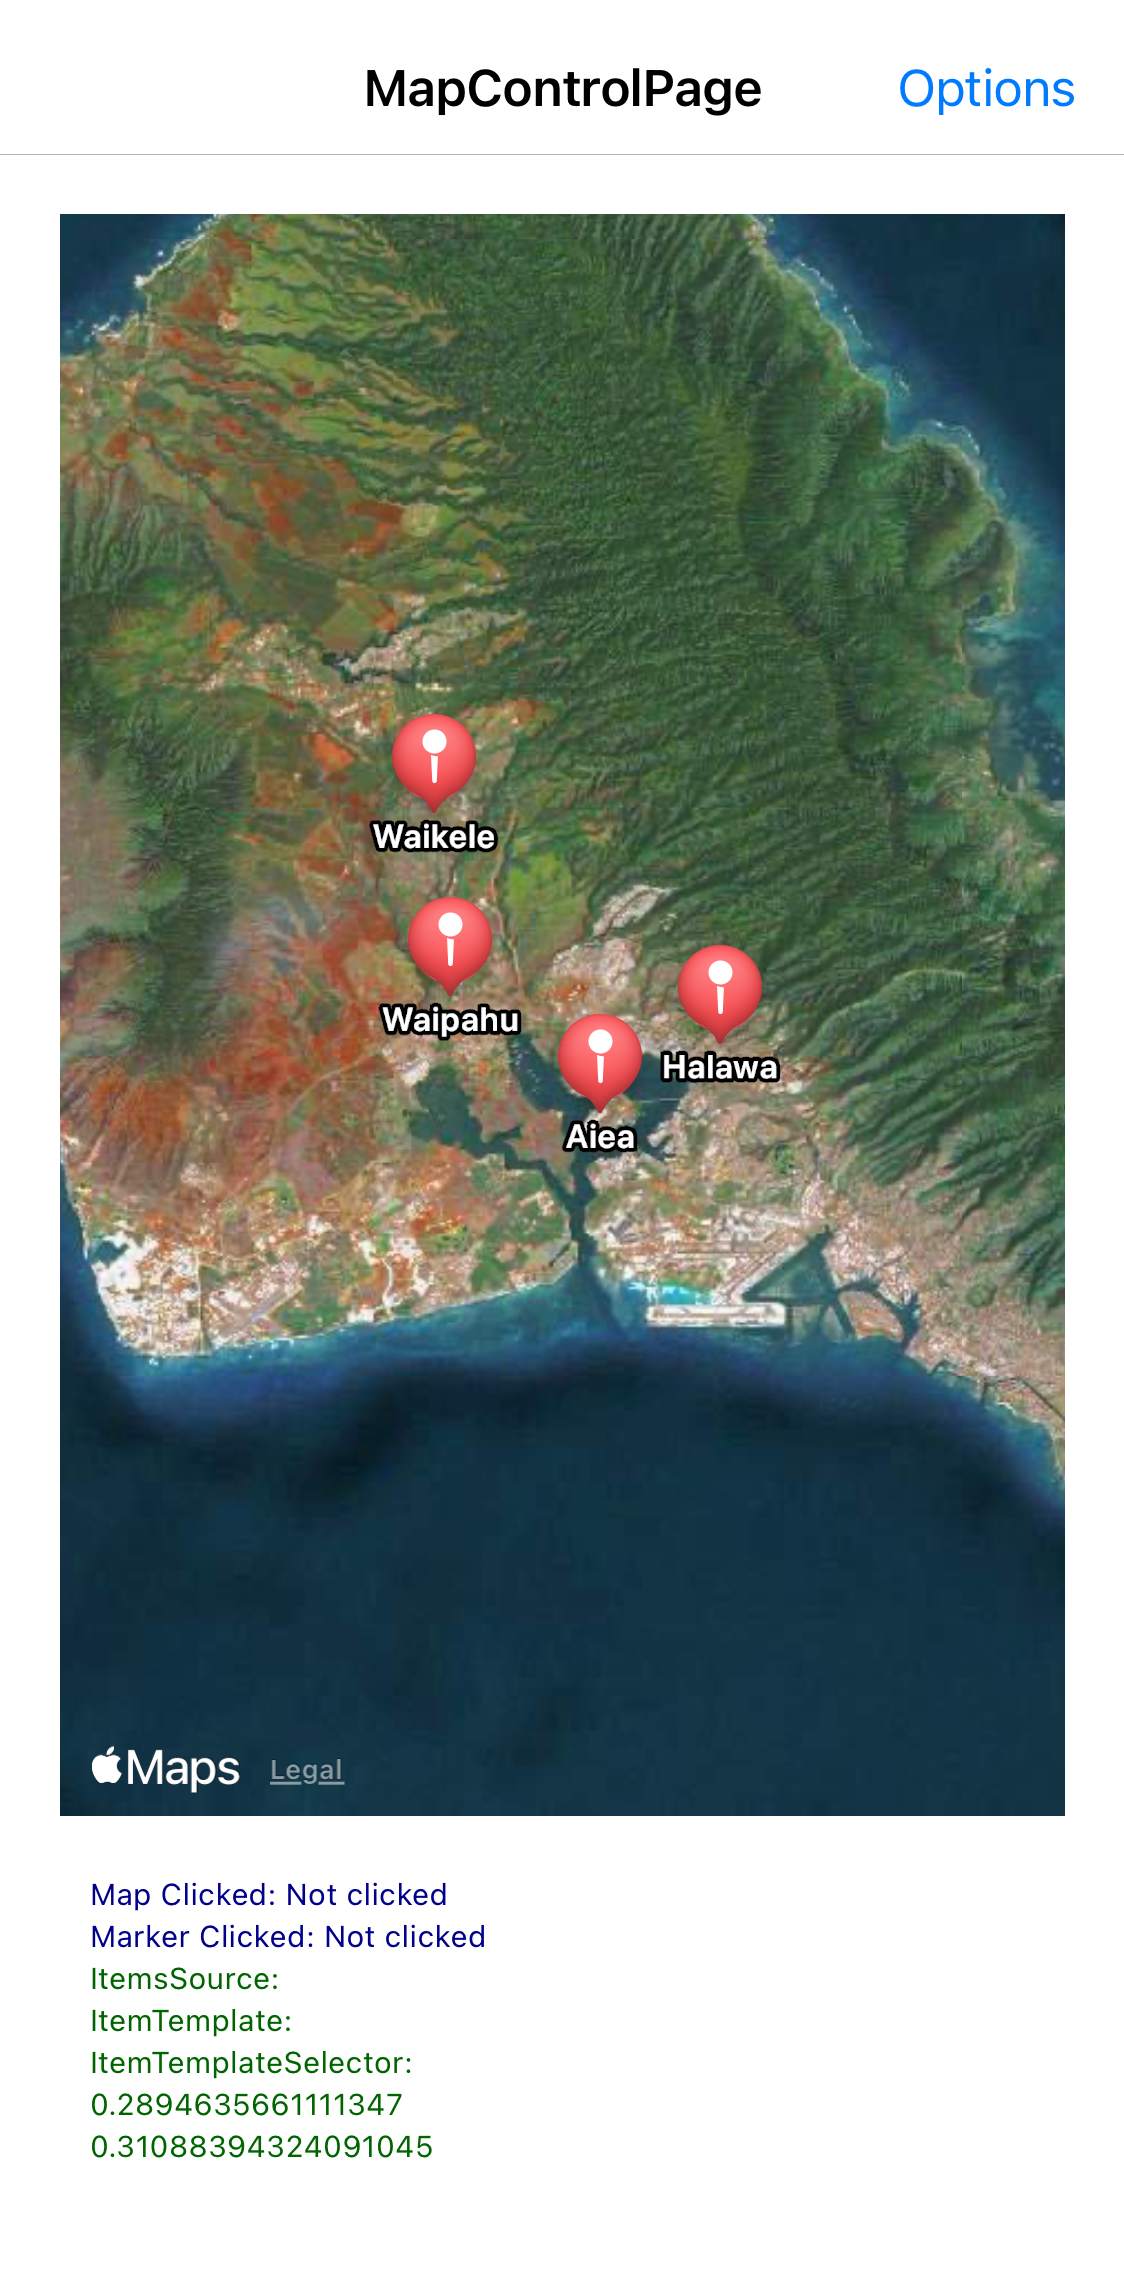 MapControlPage
Options
Waikele
Waipahu
Halawa
Aiea
Maps
Legal
Map Clicked: Not clicked
Marker Clicked: Not clicked
ItemsSource:
ItemTemplate:
ItemTemplateSelector:
0.2894635661111347
0.31088394324091045